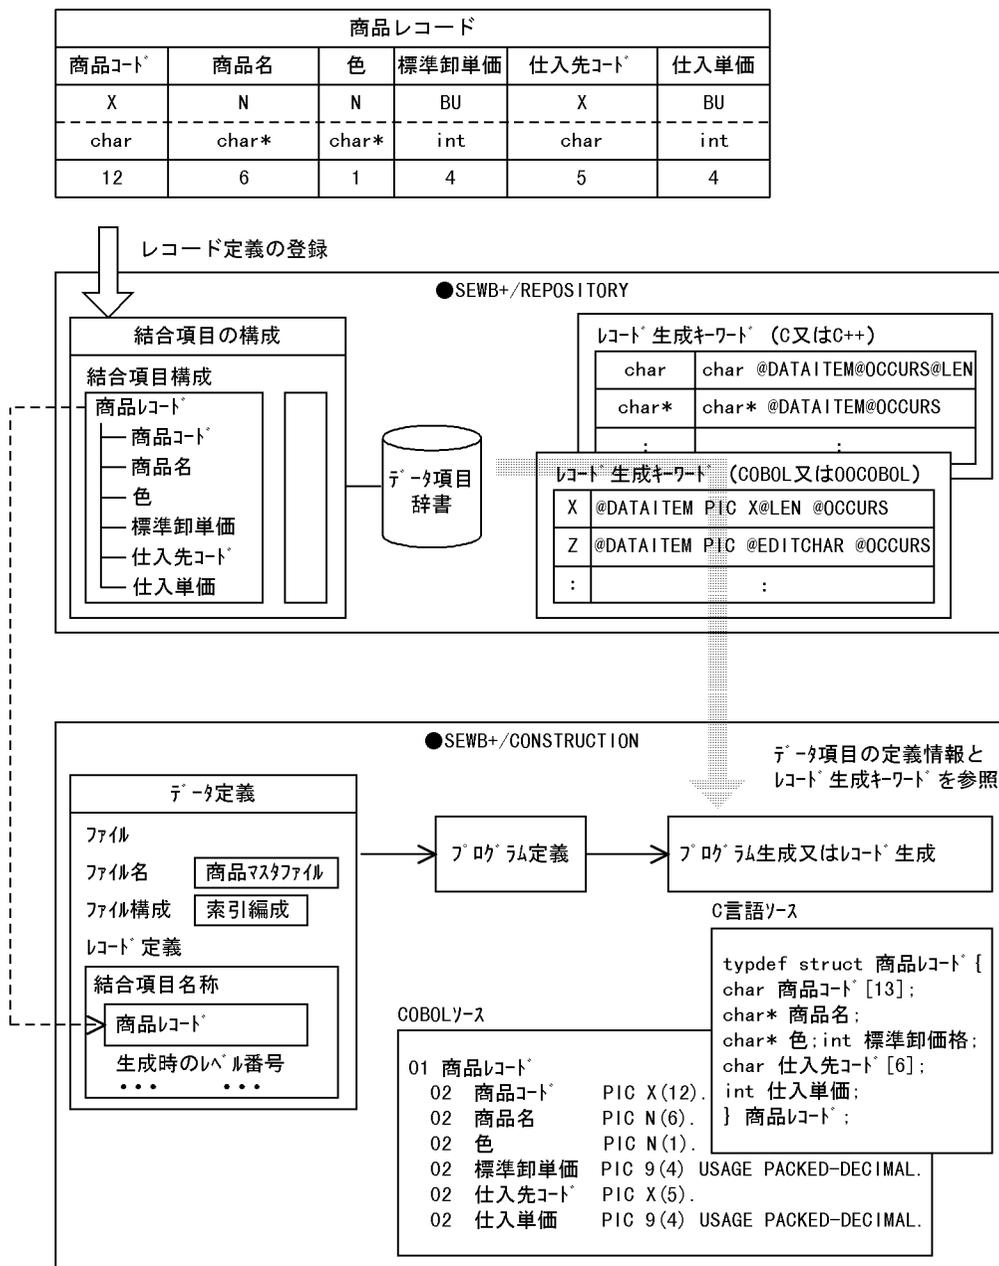 商品レコード
商品ｺｰﾄﾞ 商品名 色 標準卸単価 仕入先ｺｰﾄﾞ 仕入単価
X N N BU X BU
char char* char* int char int
12 6 1 4 5 4
レコード定義の登録
●SEWB+/REPOSITORY
結合項目の構成
結合項目構成
商品ﾚｺｰﾄﾞ
商品ｺｰﾄﾞ
商品名
色
標準卸単価
仕入先ｺｰﾄﾞ
仕入単価
ﾃﾞｰﾀ項目
辞書
ﾚｺｰﾄﾞ生成ｷｰﾜｰﾄﾞ (C又はC++)
char char @DATAITEM@OCCURS@LEN
char* char* @DATAITEM@OCCURS
: :
ﾚｺｰﾄﾞ生成ｷｰﾜｰﾄﾞ (COBOL又はOOCOBOL)
X @DATAITEM PIC X@LEN @OCCURS
Z @DATAITEM PIC @EDITCHAR @OCCURS
: :
●SEWB+/CONSTRUCTION
ﾃﾞｰﾀ項目の定義情報と
ﾚｺｰﾄﾞ生成ｷｰﾜｰﾄﾞを参照
ﾃﾞｰﾀ定義
ﾌｧｲﾙ
ﾌｧｲﾙ名 商品ﾏｽﾀﾌｧｲﾙ
ﾌｧｲﾙ構成 索引編成
ﾚｺｰﾄﾞ定義
結合項目名称
商品ﾚｺｰﾄﾞ
生成時のﾚﾍﾞﾙ番号
••• •••
ﾌﾟﾛｸﾞﾗﾑ定義
ﾌﾟﾛｸﾞﾗﾑ生成又はﾚｺｰﾄﾞ生成
C言語ｿｰｽ
typdef struct 商品ﾚｺｰﾄﾞ{
char 商品ｺｰﾄﾞ[13];
char* 商品名;
char* 色;int 標準卸価格;
char 仕入先ｺｰﾄﾞ[6];
int 仕入単価;
} 商品ﾚｺｰﾄﾞ;
COBOLｿｰｽ
01 商品ﾚｺｰﾄﾞ
02 商品ｺｰﾄﾞ PIC X(12).
02 商品名 PIC N(6).
02 色 PIC N(1).
02 標準卸単価 PIC 9(4) USAGE PACKED-DECIMAL.
02 仕入先ｺｰﾄﾞ PIC X(5).
02 仕入単価 PIC 9(4) USAGE PACKED-DECIMAL.